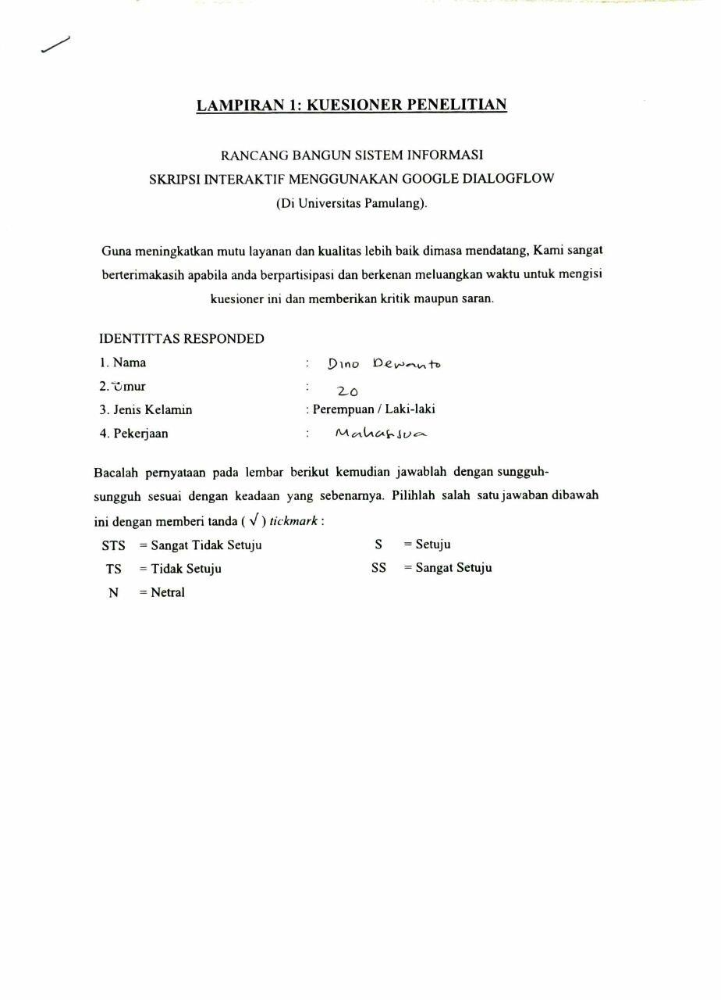 LAMPIRAN 1: KUESIONER PENELITIAN
RANCANG BANGUN SISTEM INFORMASI
SKRIPSI INTERAKTIF MENGGUNAKAN GOOGLE DIALOGFLOW
(Di Universitas Pamulang).
Guna meningkatkan mutu layanan dan kualitas lebih baik dimasa mendatang, Kami sangat
berterimakasih apabila anda berpartisipasi dan berkenan meluangkan waktu untuk mengisi
kuesioner ini dan memberikan kritik maupun saran.
IDENTITTAS RESPONDED
1. Nama : Dino Dewanto
2. Umur : 20
3. Jenis Kelamin : Perempuan / Laki-laki
4. Pekerjaan : Mahasiswa
Bacalah pernyataan pada lembar berikut kemudian jawablah dengan sungguh-
sungguh sesuai dengan keadaan yang sebenarnya. Pilihlah salah satu jawaban dibawah
ini dengan memberi tanda ( √ ) tickmark :
STS = Sangat Tidak Setuju S = Setuju
TS = Tidak Setuju SS = Sangat Setuju
N = Netral